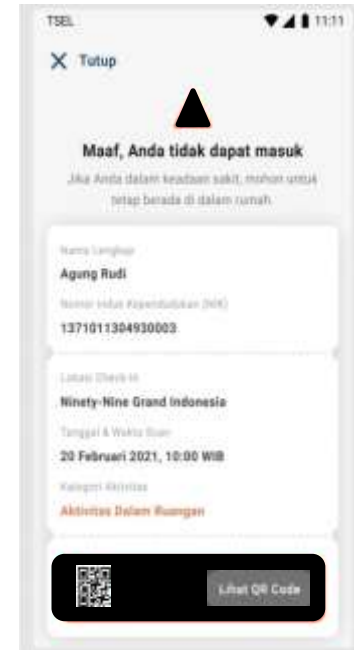 TSEL 11:11
Tutup
Maaf, Anda tidak dapat masuk
Jika Anda dalam keadaan sakit, mohon untuk
tetap berada di dalam rumah.
Nama Lengkap
Agung Rudi
Nomor Induk Kependudukan (NIK)
1371011304930003
Lokasi Check-in
Ninety-Nine Grand Indonesia
Tanggal & Waktu Scan
20 Februari 2021, 10:00 WIB
Kategori Aktivitas
Aktivitas Dalam Ruangan
Lihat QR Code